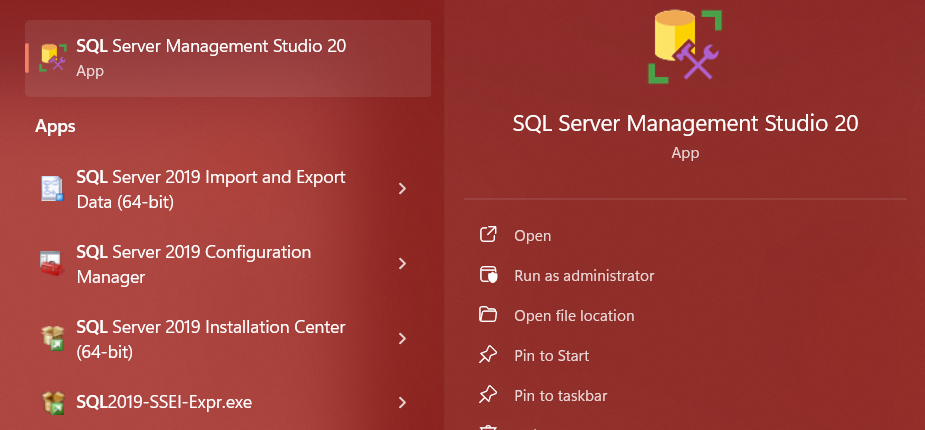 SQL Server Management Studio 20
App
Apps
SQL Server 2019 Import and Export
Data (64-bit)
SQL Server 2019 Configuration
Manager
SQL Server 2019 Installation Center
(64-bit)
SQL2019-SSEI-Expr.exe
SQL Server Management Studio 20
App
Open
Run as administrator
Open file location
Pin to Start
Pin to taskbar